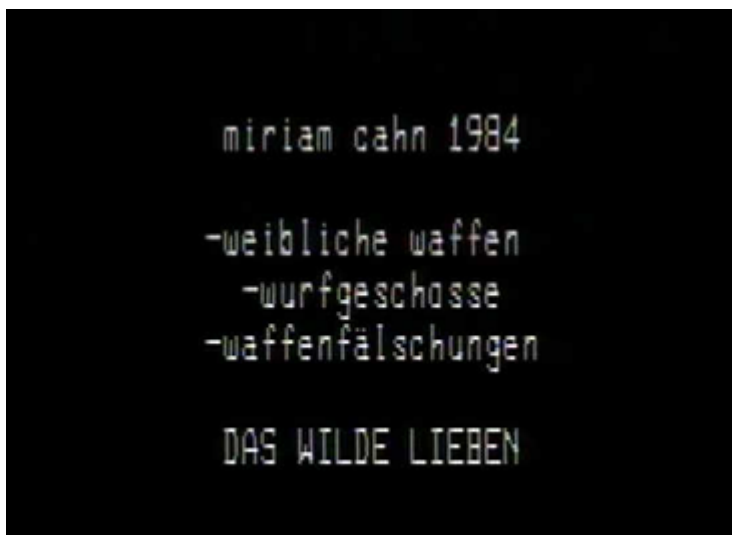 miriam cahn 1984
-weibliche waffen
-wurfgeschosse
-waffenfälschungen
DAS WILDE LIEBEN